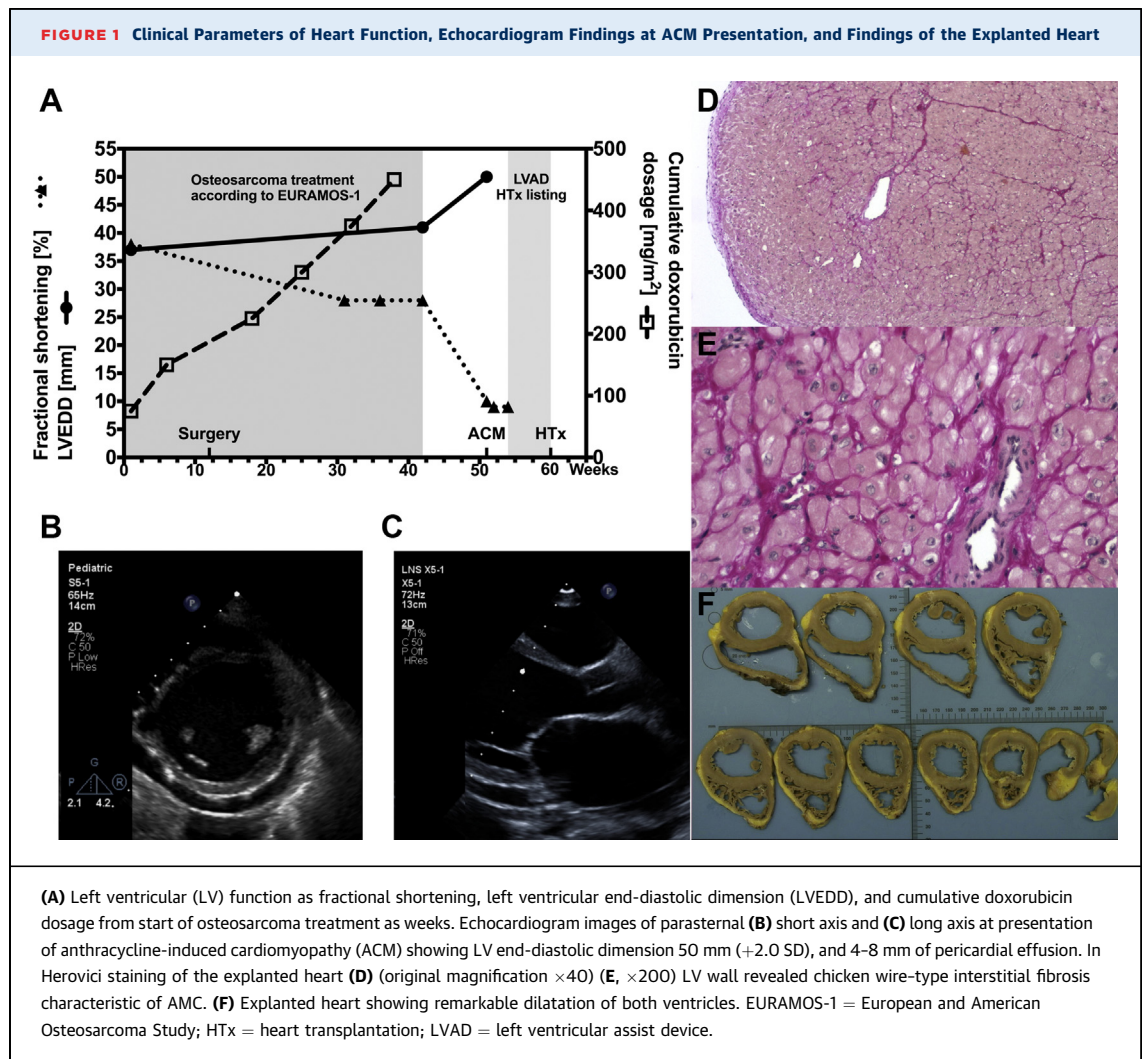 FIGURE 1 Clinical Parameters of Heart Function, Echocardiogram Findings at ACM Presentation, and Findings of the Explanted Heart
A
Fractional shortening [%]
LVEDD [mm]
55
50
45
40
35
30
25
20
15
10
5
0
Osteosarcoma treatment
according to EURAMOS-1
LVAD
HTx listing
Surgery
ACM
HTx
0
10
20
30
40
50
60
Weeks
500
400
300
200
100
0
Cumulative doxorubicin
dosage [mg/m²]
B
Pediatric
S5-1
65Hz
14cm
2D
72%
C 50
P Low
HRes
P
G
P R
2.1 4.2
C
LNS X5-1
X5-1
72Hz
13cm
2D
71%
C 50
P Off
HRes
P
D
E
F
(A) Left ventricular (LV) function as fractional shortening, left ventricular end-diastolic dimension (LVEDD), and cumulative doxorubicin
dosage from start of osteosarcoma treatment as weeks. Echocardiogram images of parasternal (B) short axis and (C) long axis at presentation
of anthracycline-induced cardiomyopathy (ACM) showing LV end-diastolic dimension 50 mm (+2.0 SD), and 4–8 mm of pericardial effusion. In
Herovici staining of the explanted heart (D) (original magnification ×40) (E, ×200) LV wall revealed chicken wire-type interstitial fibrosis
characteristic of AMC. (F) Explanted heart showing remarkable dilatation of both ventricles. EURAMOS-1 = European and American
Osteosarcoma Study; HTx = heart transplantation; LVAD = left ventricular assist device.